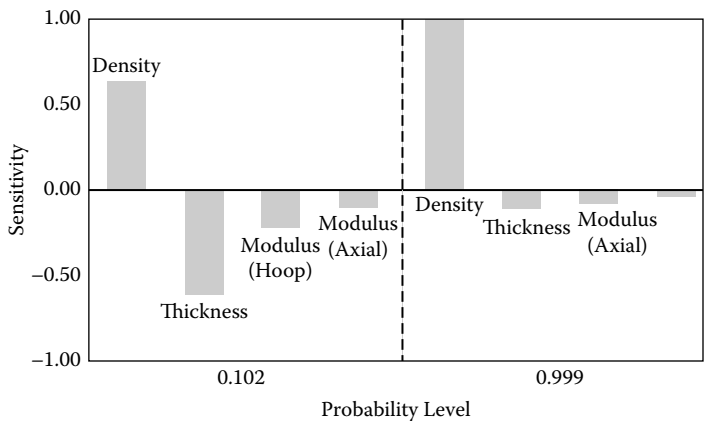 1.00
0.50
0.00
−0.50
−1.00
Sensitivity
Density
Thickness
Modulus
(Hoop)
Modulus
(Axial)
Density
Thickness
Modulus
(Axial)
0.102
0.999
Probability Level